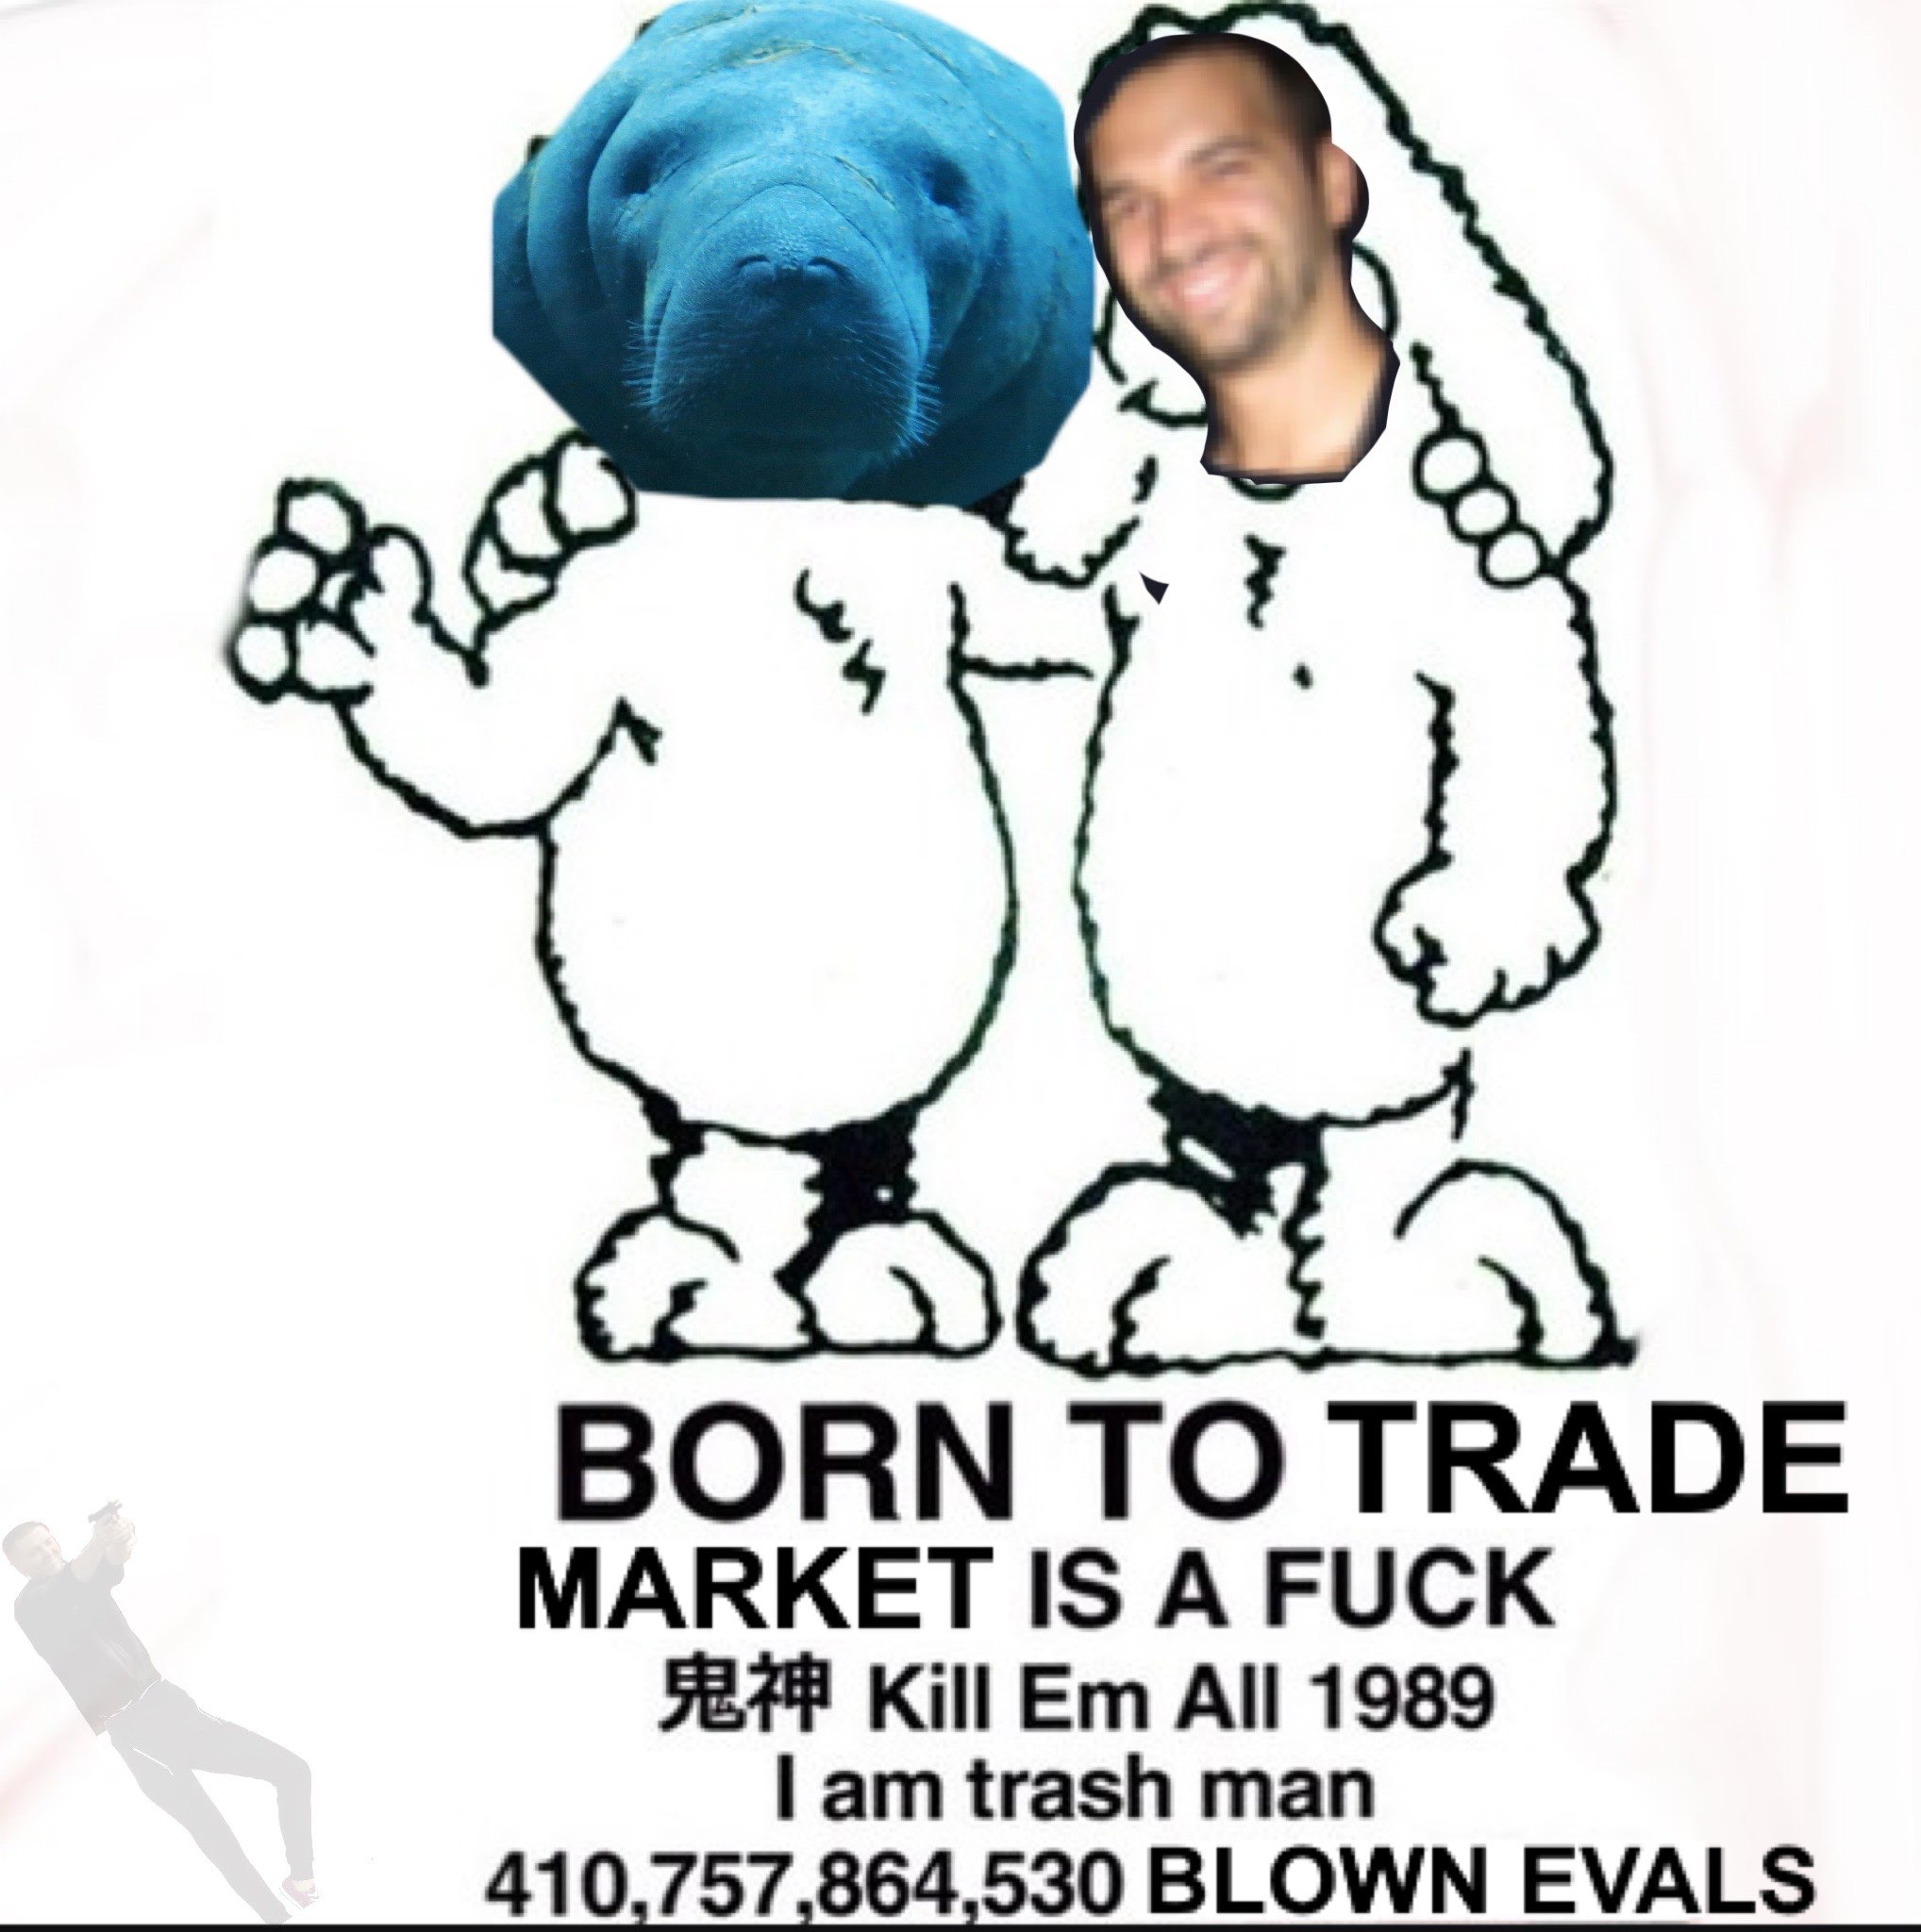 BORN TO TRADE
MARKET IS A FUCK
鬼神 Kill Em All 1989
I am trash man
410,757,864,530 BLOWN EVALS